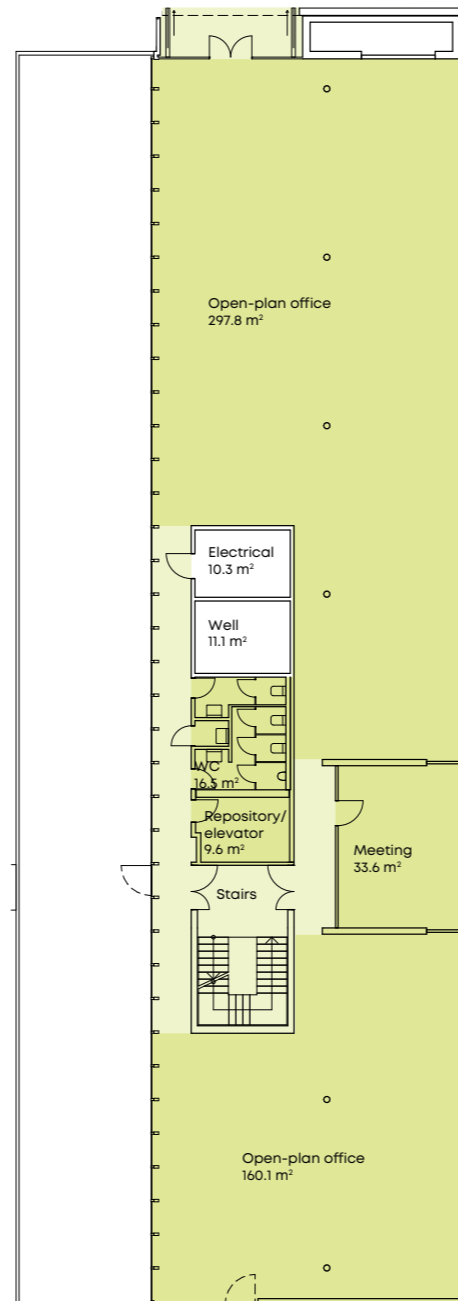 Open-plan office
297.8 m²
Electrical
10.3 m²
Well
11.1 m²
WC
16.5 m²
Repository/
elevator
9.6 m²
Meeting
33.6 m²
Stairs
Open-plan office
160.1 m²